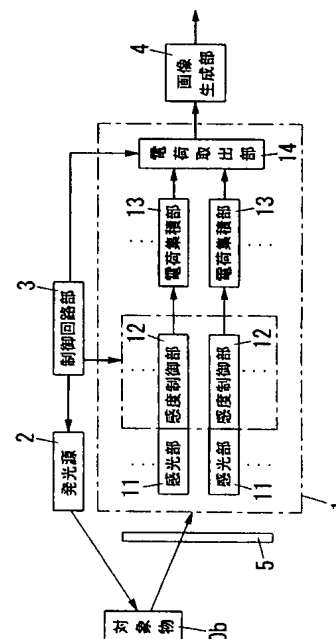 3
制御回路部
2
発光源
4
画像
生成部
電荷取出部
14
13
電荷集積部
13
電荷集積部
12
感度制御部
12
感度制御部
11
感光部
11
感光部
1
5
対象物
0b